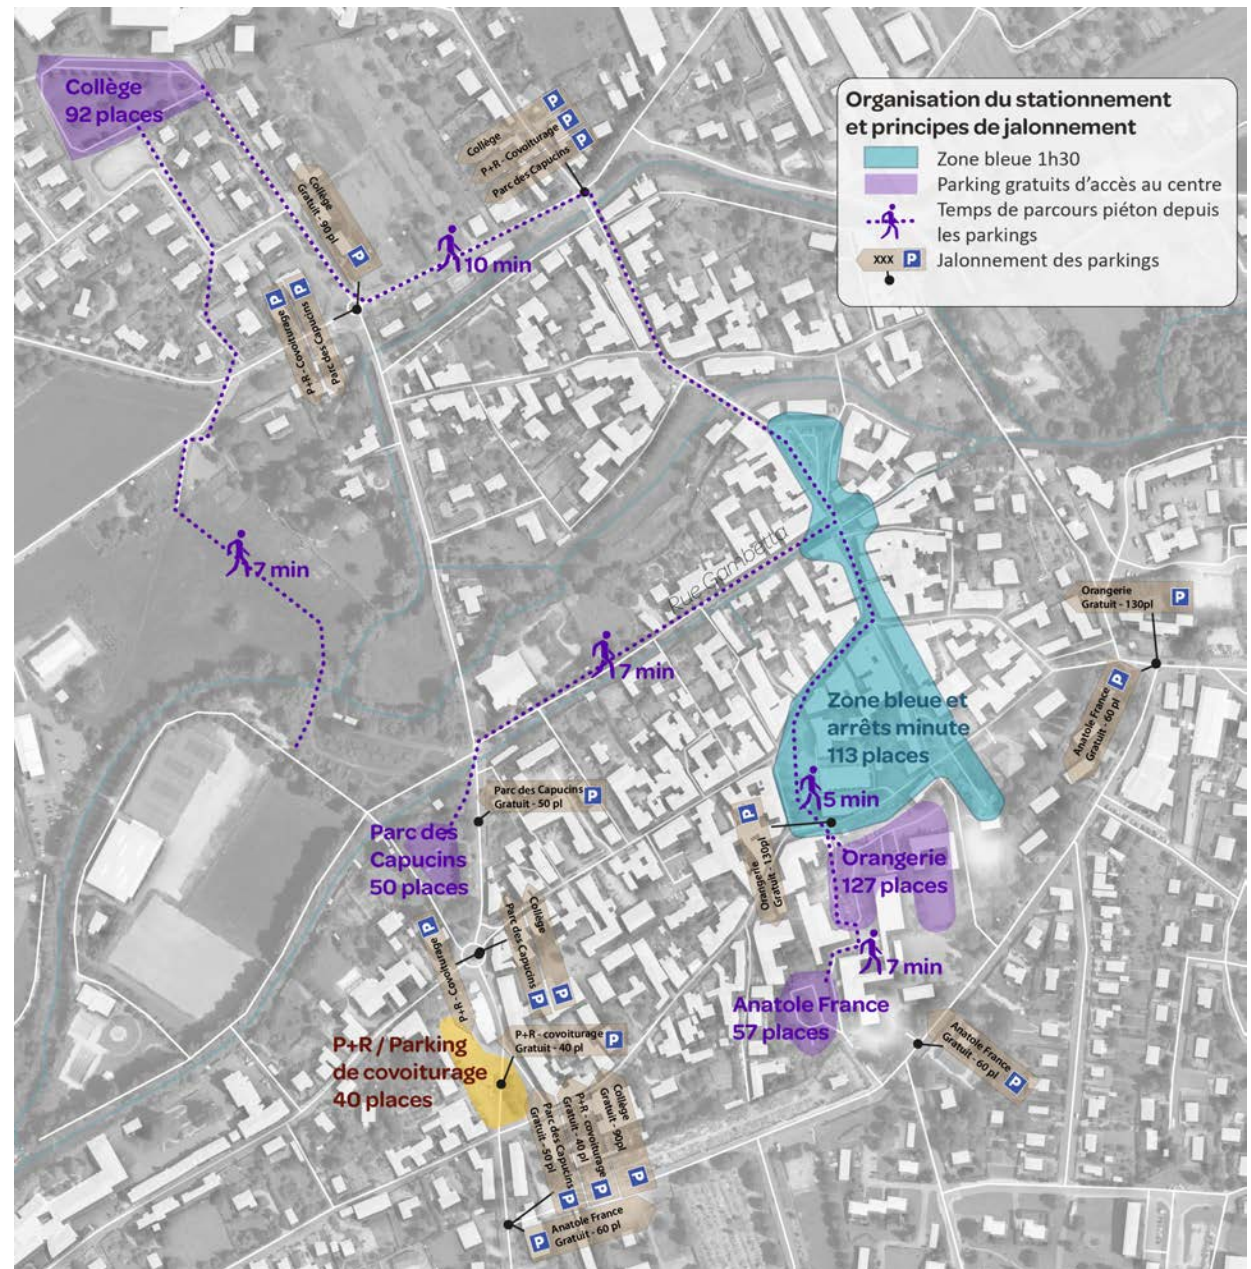 Collège
92 places
Organisation du stationnement
et principes de jalonnement
Zone bleue 1h30
Parking gratuits d'accès au centre
Temps de parcours piéton depuis
les parkings
xxx P
Jalonnement des parkings
Collège P
P+R - Covoiturage P
Parc des Capucins P
Collège
Gratuit - 90 pl
P
10 min
P+R - Covoiturage P
Parc des Capucins P
7 min
Rue Gambetta
7 min
Orangerie
Gratuit - 130pl
P
Anatole France
Gratuit - 60 pl
P
Zone bleue et
arrêts minute
113 places
5 min
Parc des Capucins
Gratuit - 50 pl
P
Orangerie
Gratuit - 130pl
P
Parc des
Capucins
50 places
Orangerie
127 places
P+R - Covoiturage P
Collège P
Parc des Capucins P
7 min
Anatole France
57 places
P+R / Parking
de covoiturage
40 places
P+R - covoiturage
Gratuit - 40 pl
P
Anatole France
Gratuit - 60 pl
P
Collège
Gratuit - 90pl
P
P+R - covoiturage
Gratuit - 40 pl
P
Parc des Capucins
Gratuit - 50 pl
P
Anatole France
Gratuit - 60 pl
P